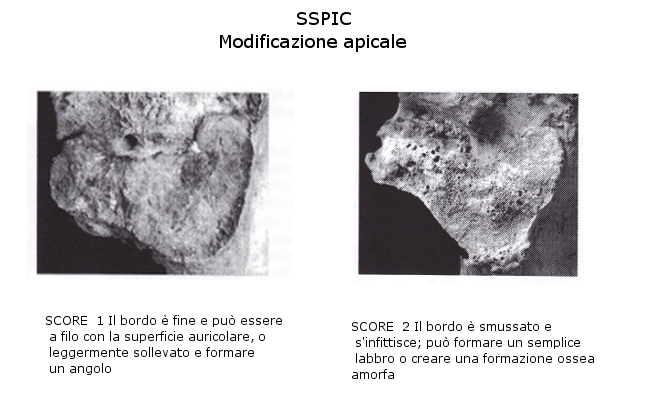 SSPIC
Modificazione apicale
SCORE 1 Il bordo è fine e può essere
a filo con la superficie auricolare, o
leggermente sollevato e formare
un angolo
SCORE 2 Il bordo è smussato e
s'infittisce; può formare un semplice
labbro o creare una formazione ossea
amorfa